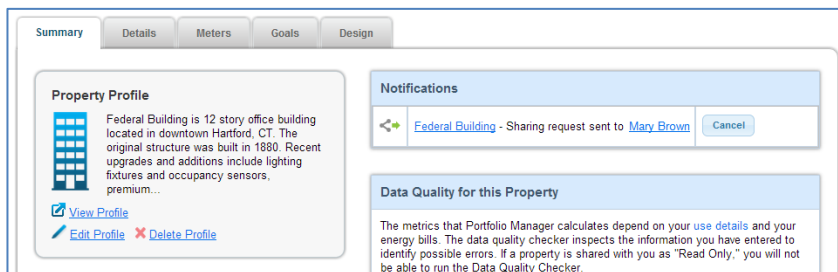 Summary
Details
Meters
Goals
Design
Property Profile
Federal Building is 12 story office building
located in downtown Hartford, CT. The
original structure was built in 1880. Recent
upgrades and additions include lighting
fixtures and occupancy sensors,
premium...
View Profile
Edit Profile
Delete Profile
Notifications
Federal Building - Sharing request sent to Mary Brown
Cancel
Data Quality for this Property
The metrics that Portfolio Manager calculates depend on your use details and your
energy bills. The data quality checker inspects the information you have entered to
identify possible errors. If a property is shared with you as "Read Only," you will not
be able to run the Data Quality Checker.